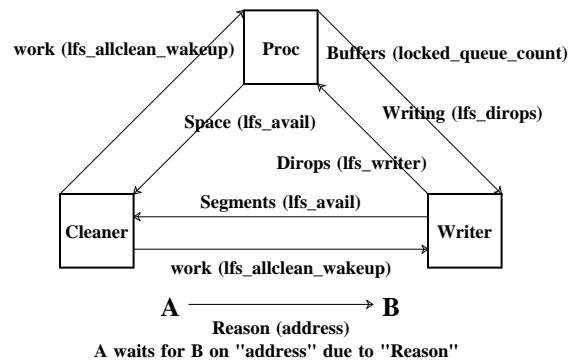 Proc
work (lfs_allclean_wakeup)
Buffers (locked_queue_count)
Space (lfs_avail)
Writing (lfs_dirops)
Dirops (lfs_writer)
Segments (lfs_avail)
Cleaner
Writer
work (lfs_allclean_wakeup)
A
B
Reason (address)
A waits for B on "address" due to "Reason"